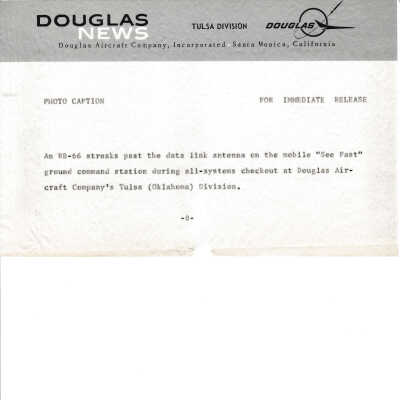 DOUGLAS
NEWS
TULSA DIVISION
DOUGLAS
Douglas Aircraft Company, Incorporated, Santa Monica, California
PHOTO CAPTION FOR IMMEDIATE RELEASE
An RB-66 streaks past the data link antenna on the mobile "See Fast"
ground command station during all-systems checkout at Douglas Air-
craft Company's Tulsa (Oklahoma) Division.
-0-